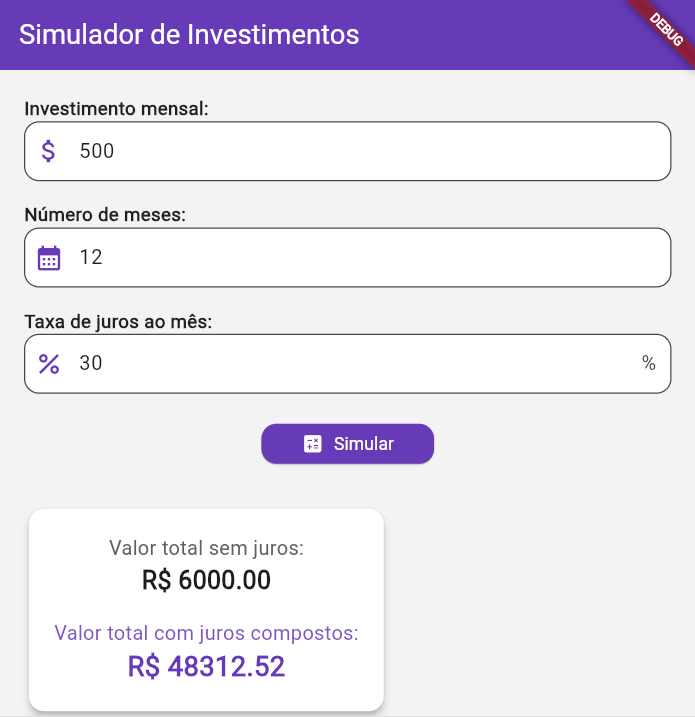 Simulador de Investimentos
DEBUG
Investimento mensal:
$ 500
Número de meses:
12
Taxa de juros ao mês:
% 30 %
Simular
Valor total sem juros:
R$ 6000.00
Valor total com juros compostos:
R$ 48312.52